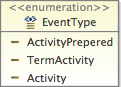 <<enumeration>>
EventType
ActivityPrepered
TermActivity
Activity